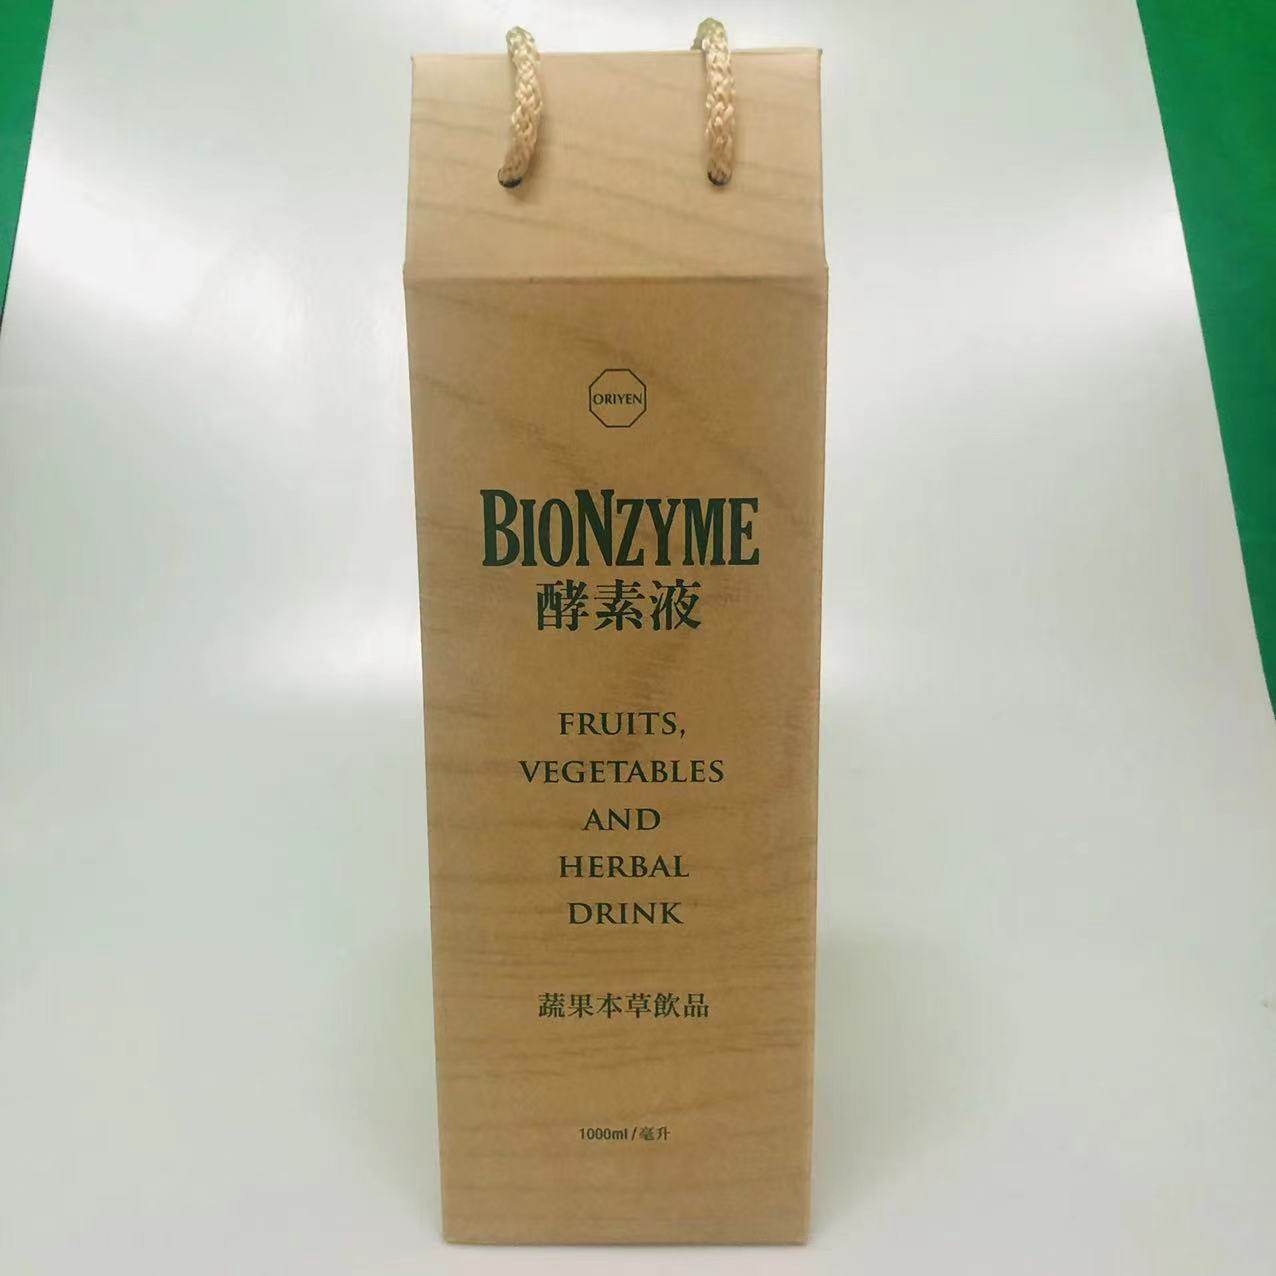 ORIYEN
BIONZYME
酵素液
FRUITS,
VEGETABLES
AND
HERBAL
DRINK
蔬果本草飲品
1000ml/毫升